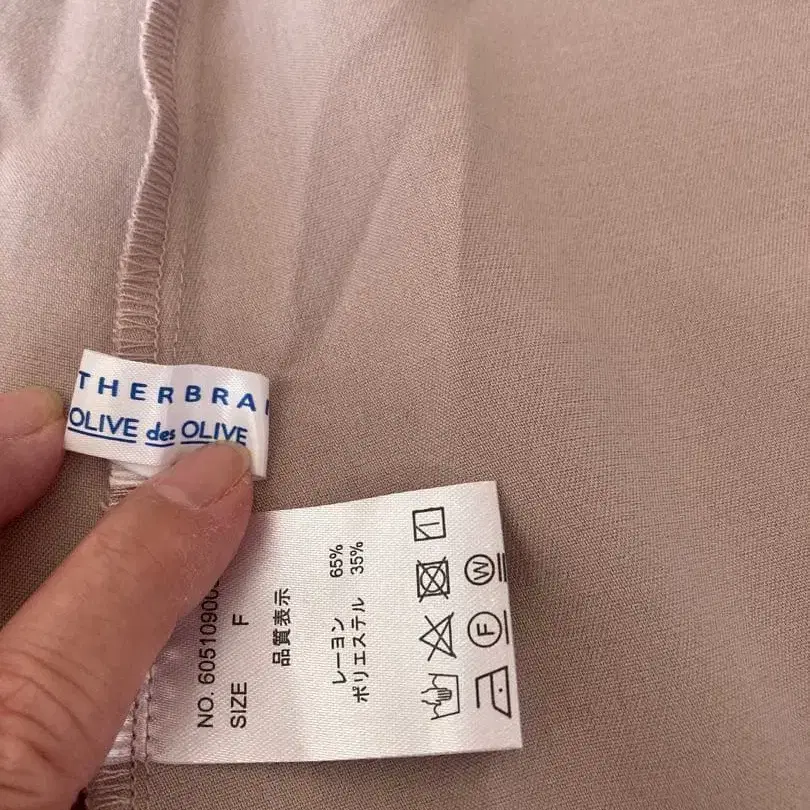 THERBRA
OLIVE des OLIVE
NO. 60510900
SIZE F
品質表示
レーヨン 65%
ポリエステル 35%
W
F